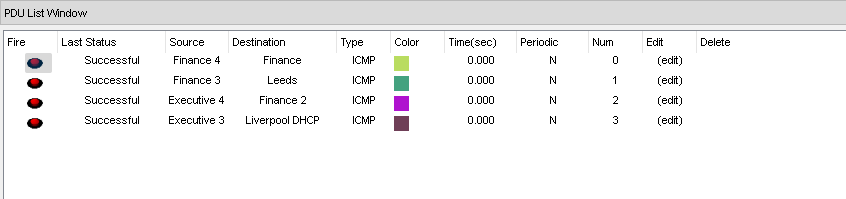 PDU List Window
Fire Last Status Source Destination Type Color Time(sec) Periodic Num Edit Delete
Successful Finance 4 Finance ICMP 0.000 N 0 (edit)
Successful Finance 3 Leeds ICMP 0.000 N 1 (edit)
Successful Executive 4 Finance 2 ICMP 0.000 N 2 (edit)
Successful Executive 3 Liverpool DHCP ICMP 0.000 N 3 (edit)